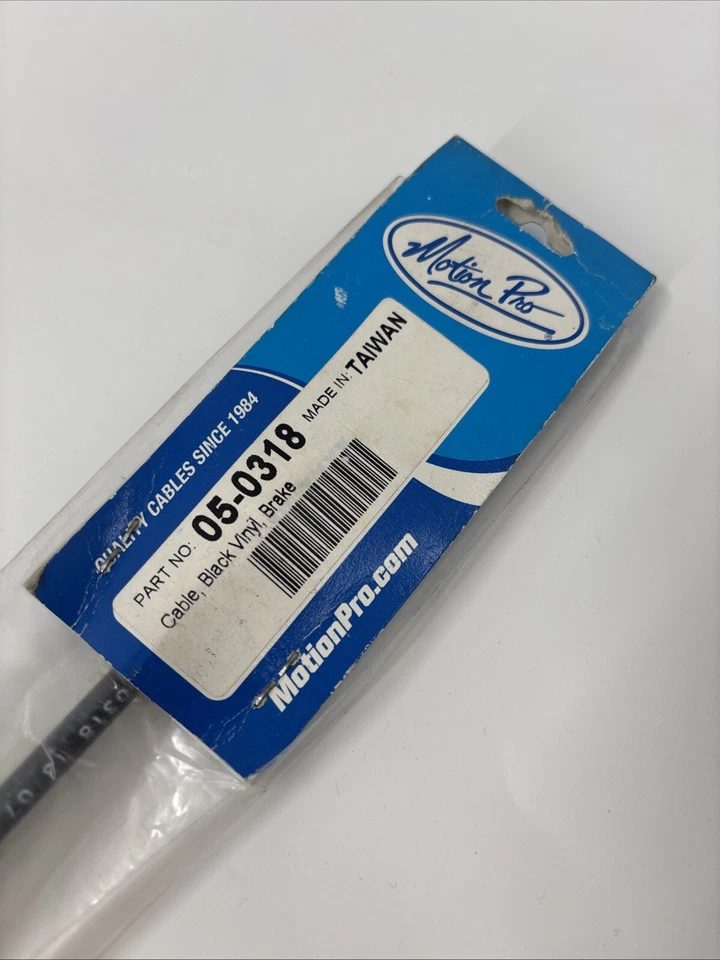 Motion Pro
®
QUALITY CABLES SINCE 1984
PART NO: 05-0318 MADE IN: TAIWAN
Cable, Black Vinyl, Brake
MotionPro.com
0318